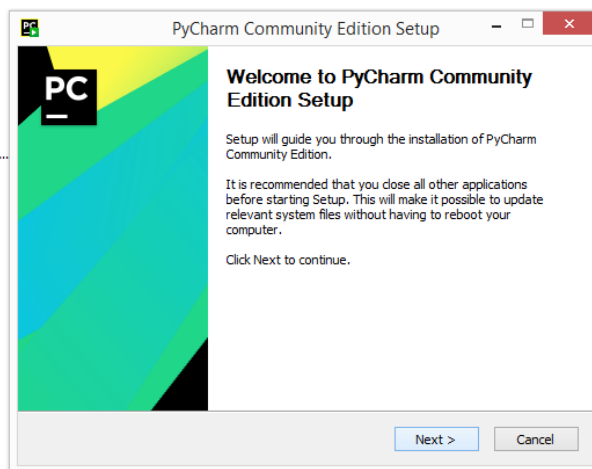 PyCharm Community Edition Setup
PC
Welcome to PyCharm Community
Edition Setup
Setup will guide you through the installation of PyCharm
Community Edition.
It is recommended that you close all other applications
before starting Setup. This will make it possible to update
relevant system files without having to reboot your
computer.
Click Next to continue.
...
Next >
Cancel